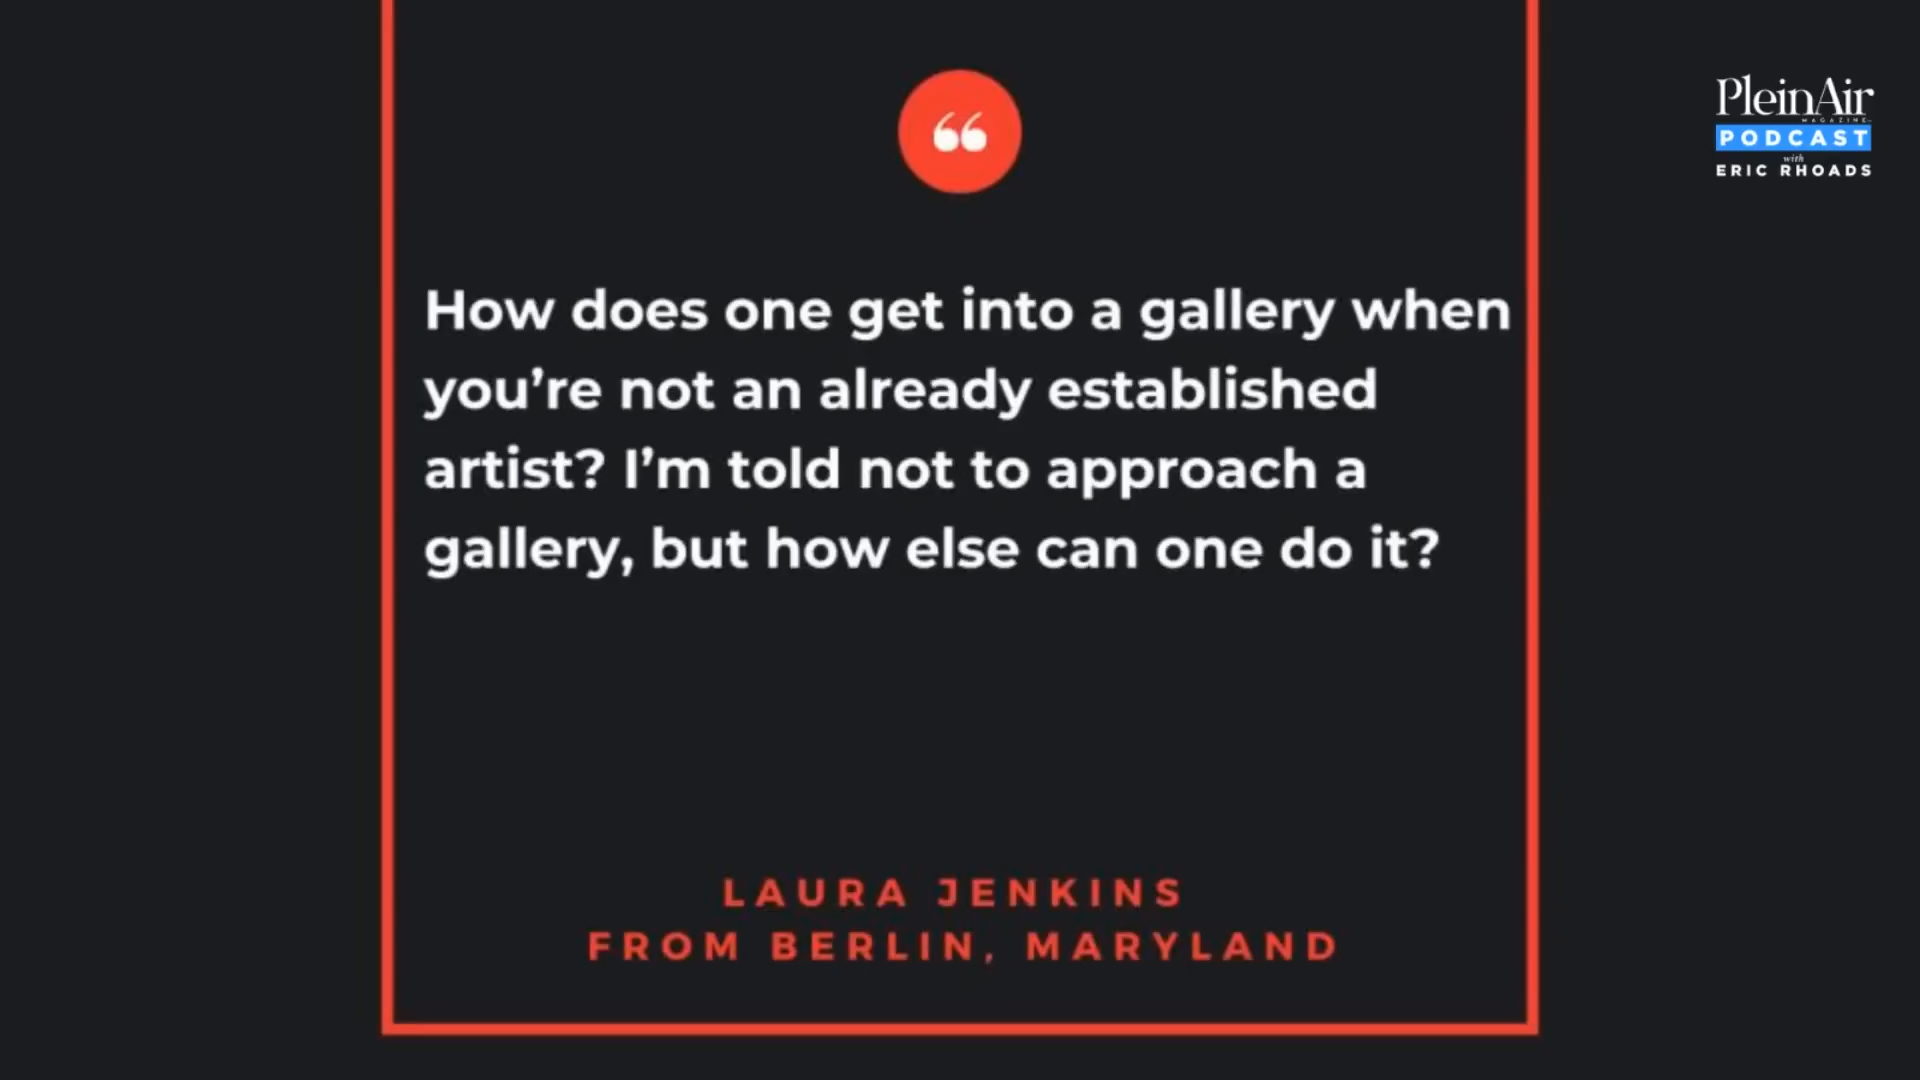 PleinAir
MAGAZINE
PODCAST
with
ERIC RHOADS
“
How does one get into a gallery when
you’re not an already established
artist? I’m told not to approach a
gallery, but how else can one do it?
LAURA JENKINS
FROM BERLIN, MARYLAND